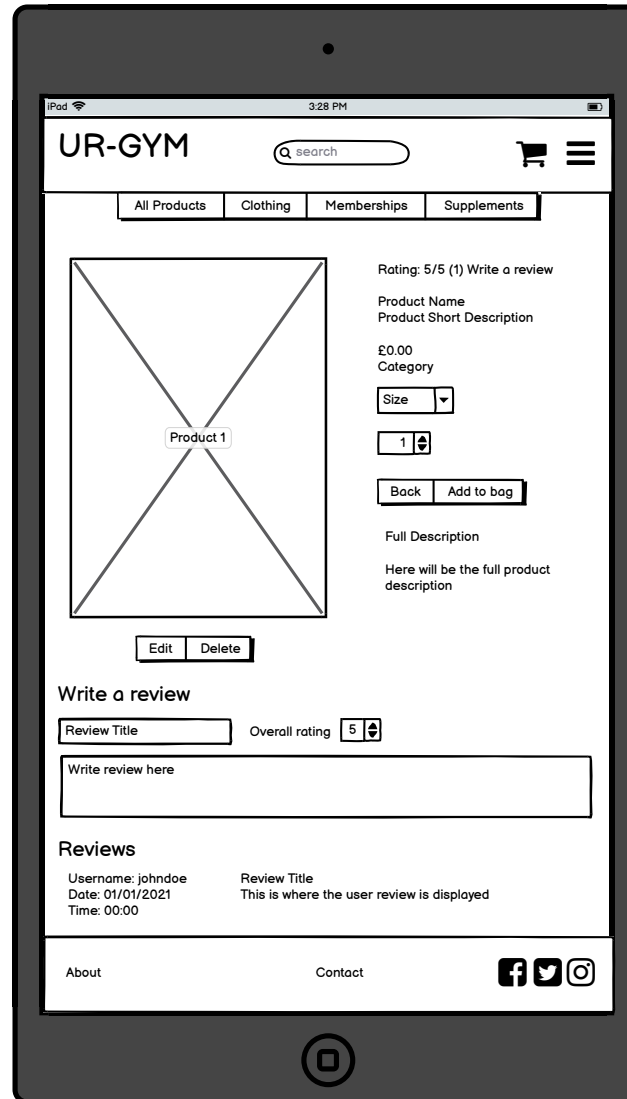 iPad 3:28 PM
UR-GYM
search
All Products Clothing Memberships Supplements
Rating: 5/5 (1) Write a review
Product Name
Product Short Description
£0.00
Category
Size
1
Back Add to bag
Full Description
Here will be the full product
description
Product 1
Edit Delete
Write a review
Review Title Overall rating 5
Write review here
Reviews
Username: johndoe Review Title
Date: 01/01/2021 This is where the user review is displayed
Time: 00:00
About Contact